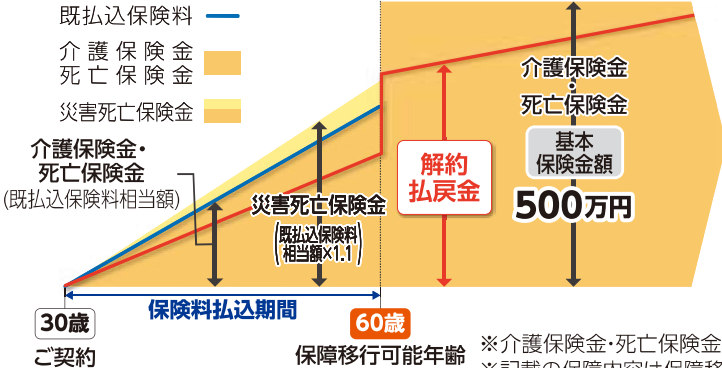 既払込保険料
介護保険金
死亡保険金
災害死亡保険金
介護保険金・
死亡保険金
(既払込保険料相当額)
災害死亡保険金
(既払込保険料
相当額×1.1)
解約
払戻金
介護保険金
・
死亡保険金
基本
保険金額
500万円
保険料払込期間
30歳
ご契約
60歳
保障移行可能年齢
※介護保険金・死亡保険金